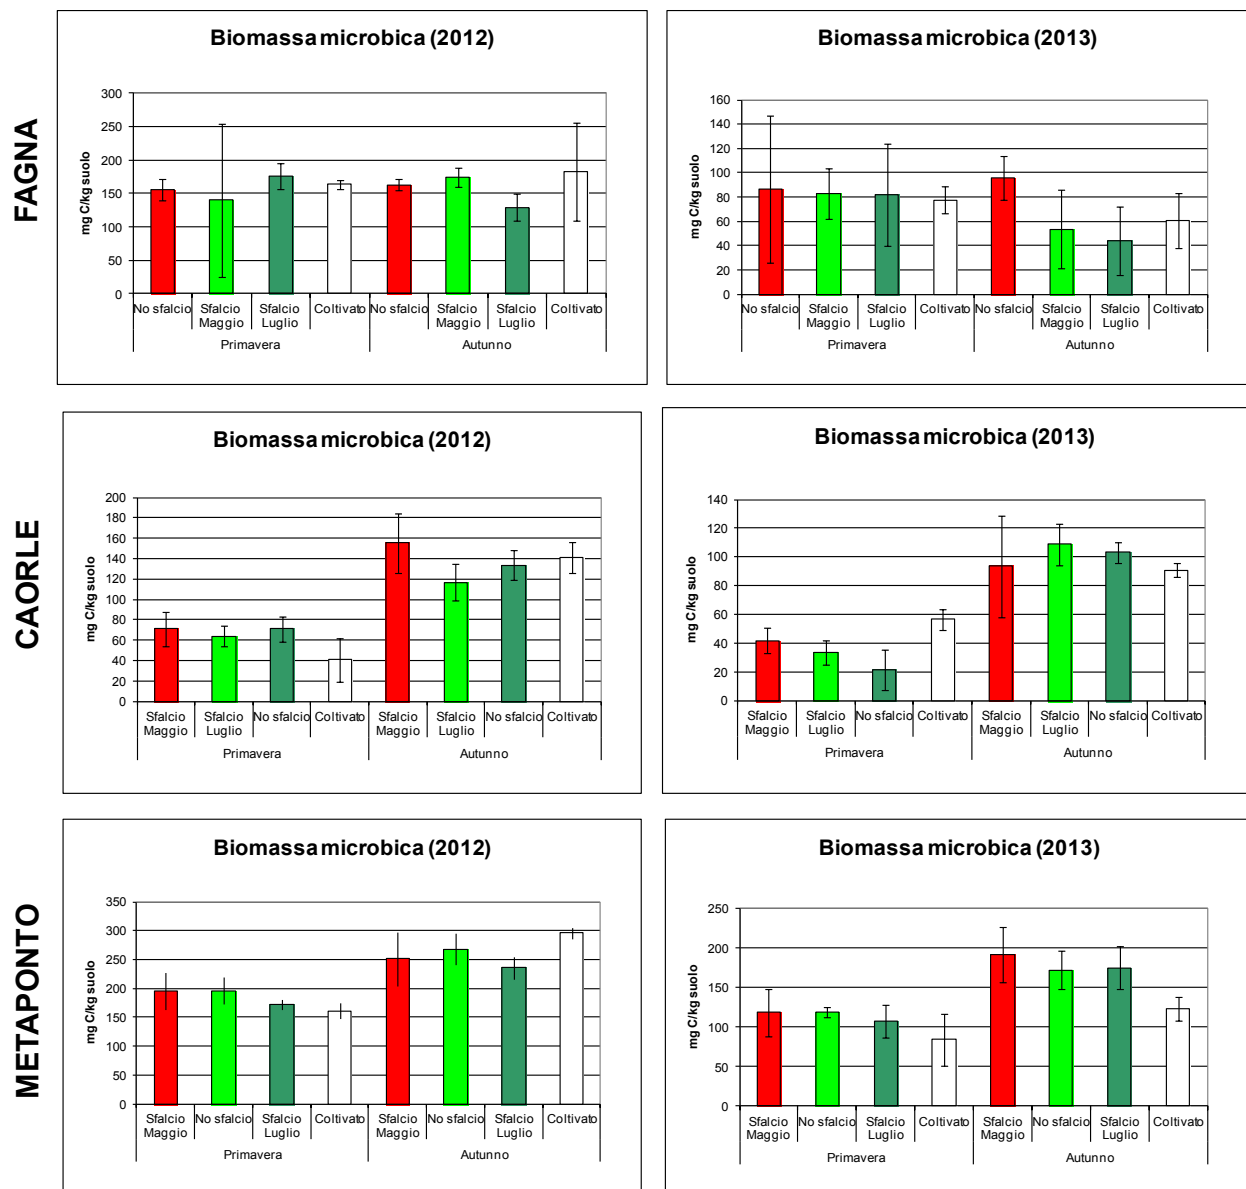 FAGNA
Biomassa microbica (2012)
mg C/kg suolo
300
250
200
150
100
50
0
No sfalcio Sfalcio Maggio Sfalcio Luglio Coltivato No sfalcio Sfalcio Maggio Sfalcio Luglio Coltivato
Primavera Autunno
Biomassa microbica (2013)
mg C/kg suolo
160
140
120
100
80
60
40
20
0
No sfalcio Sfalcio Maggio Sfalcio Luglio Coltivato No sfalcio Sfalcio Maggio Sfalcio Luglio Coltivato
Primavera Autunno
CAORLE
Biomassa microbica (2012)
mg C/kg suolo
200
180
160
140
120
100
80
60
40
20
0
Sfalcio Maggio Sfalcio Luglio No sfalcio Coltivato Sfalcio Maggio Sfalcio Luglio No sfalcio Coltivato
Primavera Autunno
Biomassa microbica (2013)
mg C/kg suolo
140
120
100
80
60
40
20
0
Sfalcio Maggio Sfalcio Luglio No sfalcio Coltivato Sfalcio Maggio Sfalcio Luglio No sfalcio Coltivato
Primavera Autunno
METAPONTO
Biomassa microbica (2012)
mg C/kg suolo
350
300
250
200
150
100
50
0
Sfalcio Maggio No sfalcio Sfalcio Luglio Coltivato Sfalcio Maggio No sfalcio Sfalcio Luglio Coltivato
Primavera Autunno
Biomassa microbica (2013)
mg C/kg suolo
250
200
150
100
50
0
Sfalcio Maggio No sfalcio Sfalcio Luglio Coltivato Sfalcio Maggio No sfalcio Sfalcio Luglio Coltivato
Primavera Autunno